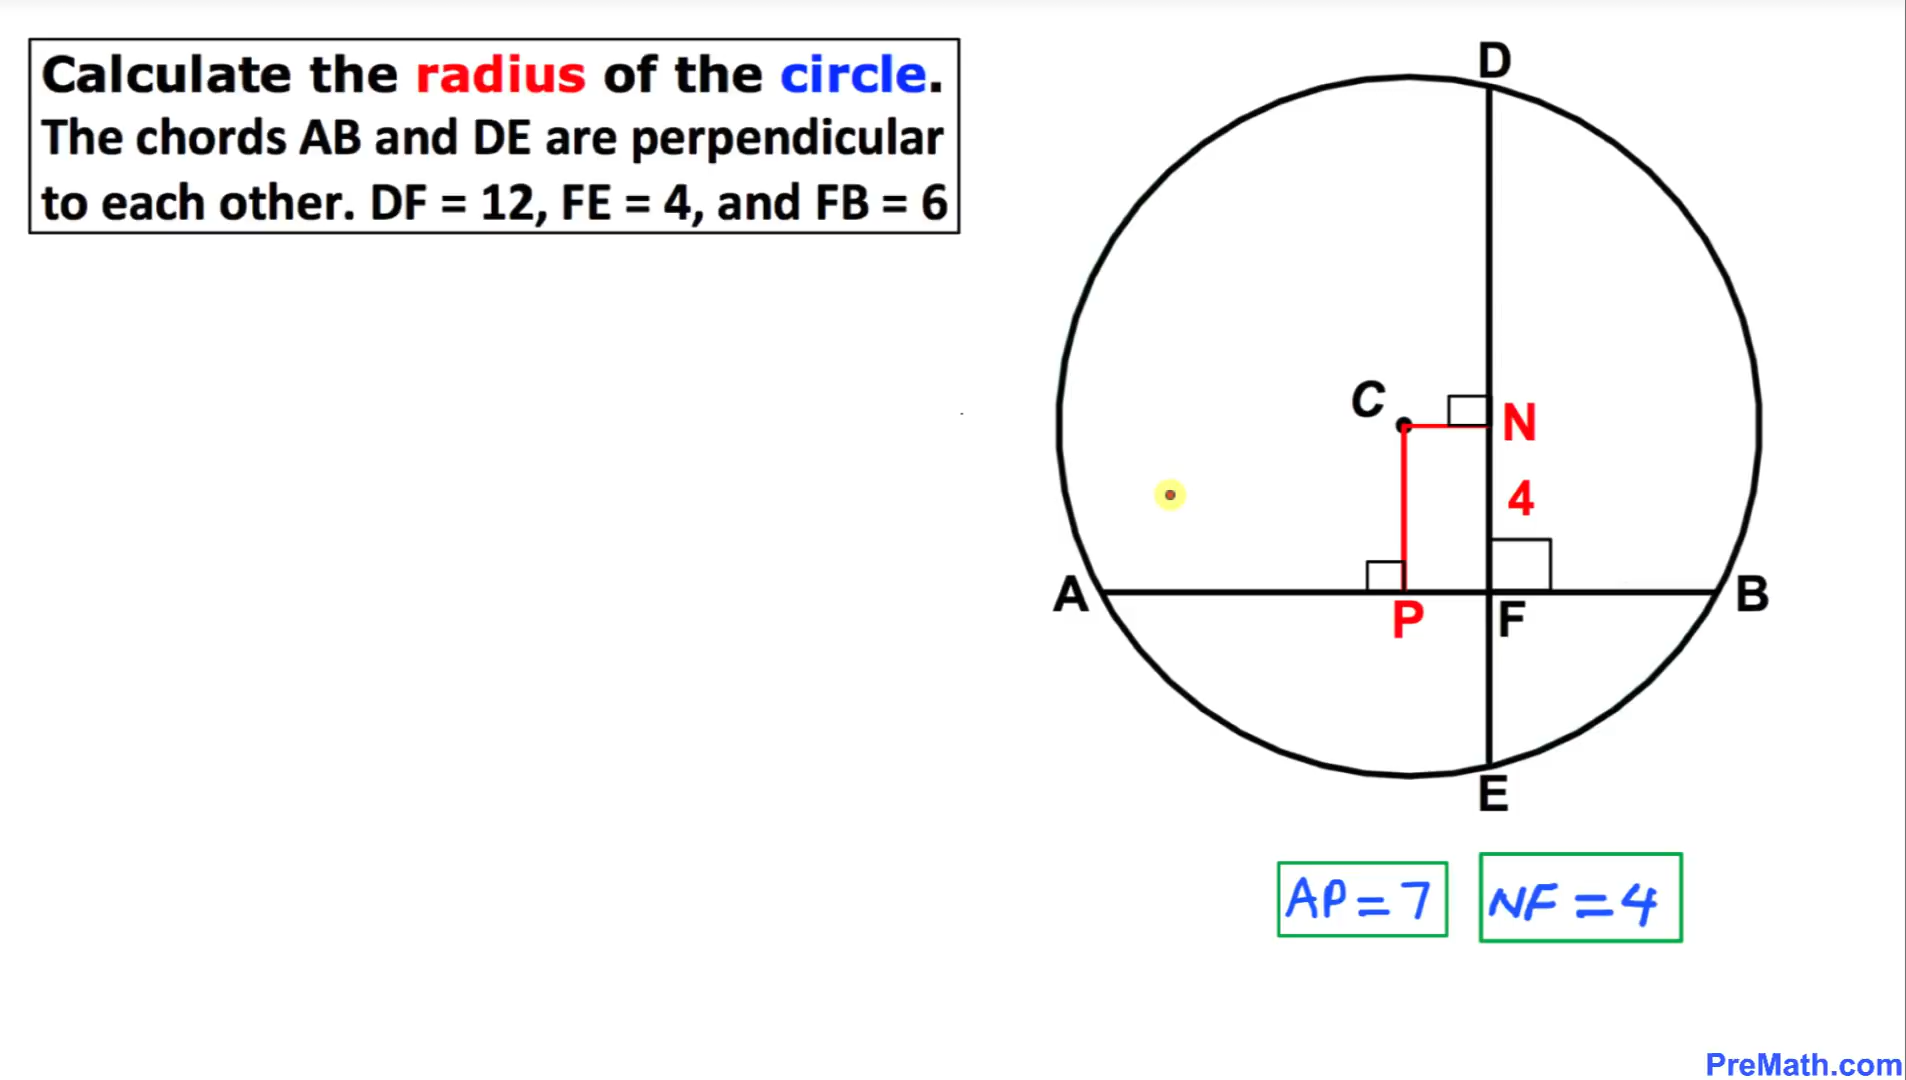 Calculate the radius of the circle.
The chords AB and DE are perpendicular
to each other. DF = 12, FE = 4, and FB = 6
D
C
N
4
A
B
P
F
E
AP = 7
NF = 4
PreMath.com